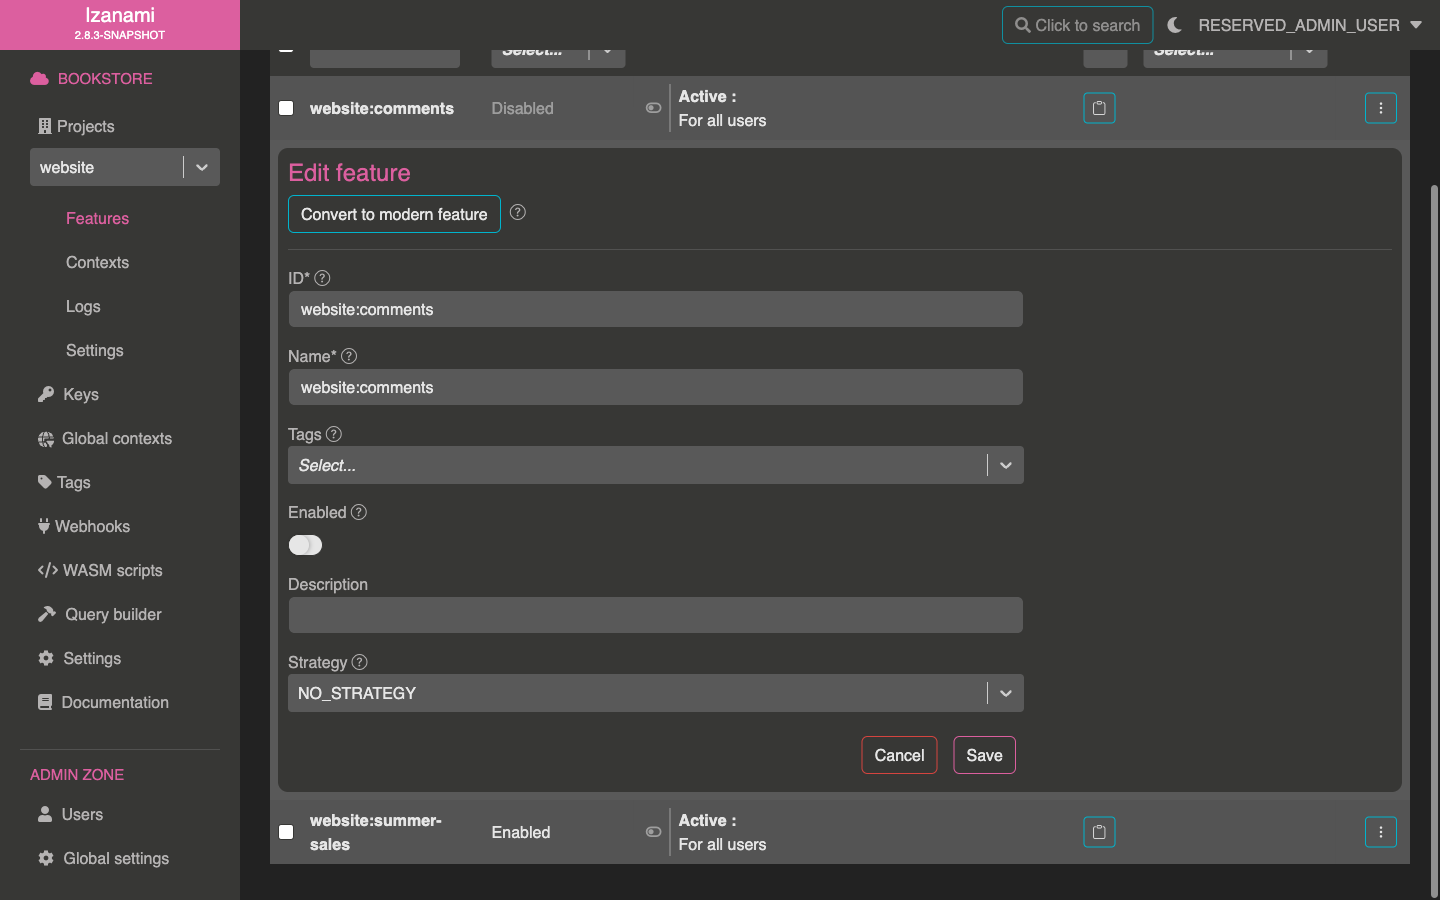 Izanami
2.8.3-SNAPSHOT
Click to search
RESERVED_ADMIN_USER
BOOKSTORE
Projects
website
Features
Contexts
Logs
Settings
Keys
Global contexts
Tags
Webhooks
WASM scripts
Query builder
Settings
Documentation
ADMIN ZONE
Users
Global settings
Select...
Select...
website:comments
Disabled
Active :
For all users
Edit feature
Convert to modern feature
ID*
website:comments
Name*
website:comments
Tags
Select...
Enabled
Description
Strategy
NO_STRATEGY
Cancel
Save
website:summer-
sales
Enabled
Active :
For all users